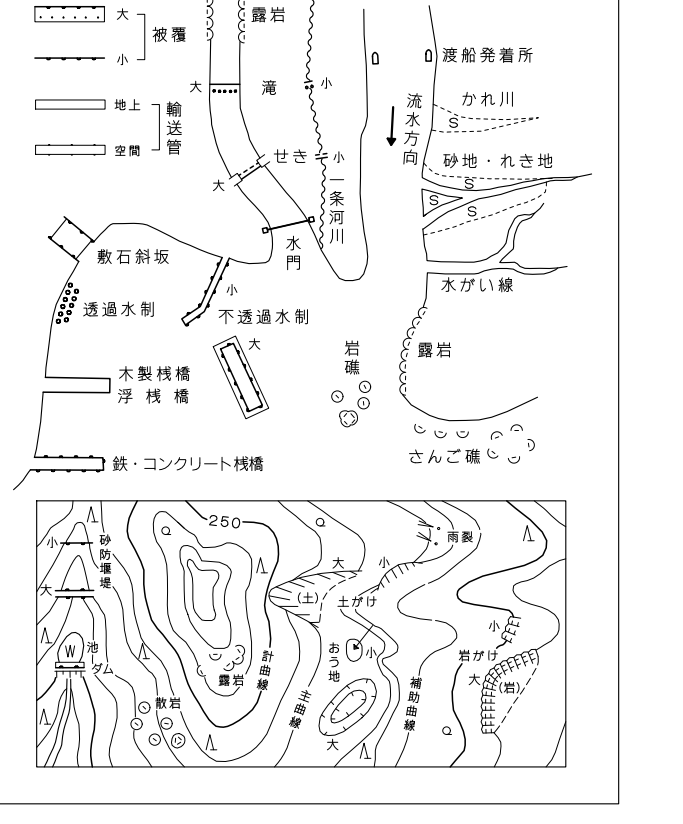 大
被覆
小
地上
輸送管
空間
露岩
大
滝
小
せき
小
大
一条河川
水門
渡船発着所
流水方向
かれ川
S
砂地・れき地
S
S
S
水がい線
露岩
敷石斜坂
透過水制
小
不透過水制
大
木製桟橋
浮桟橋
鉄・コンクリート桟橋
岩礁
さんご礁
小
砂防堰堤
大
W
池
ダム
250
露岩
散岩
計曲線
主曲線
大
小
(土)
土がけ
おう地
小
大
補助曲線
雨裂
小
岩がけ
大
(岩)